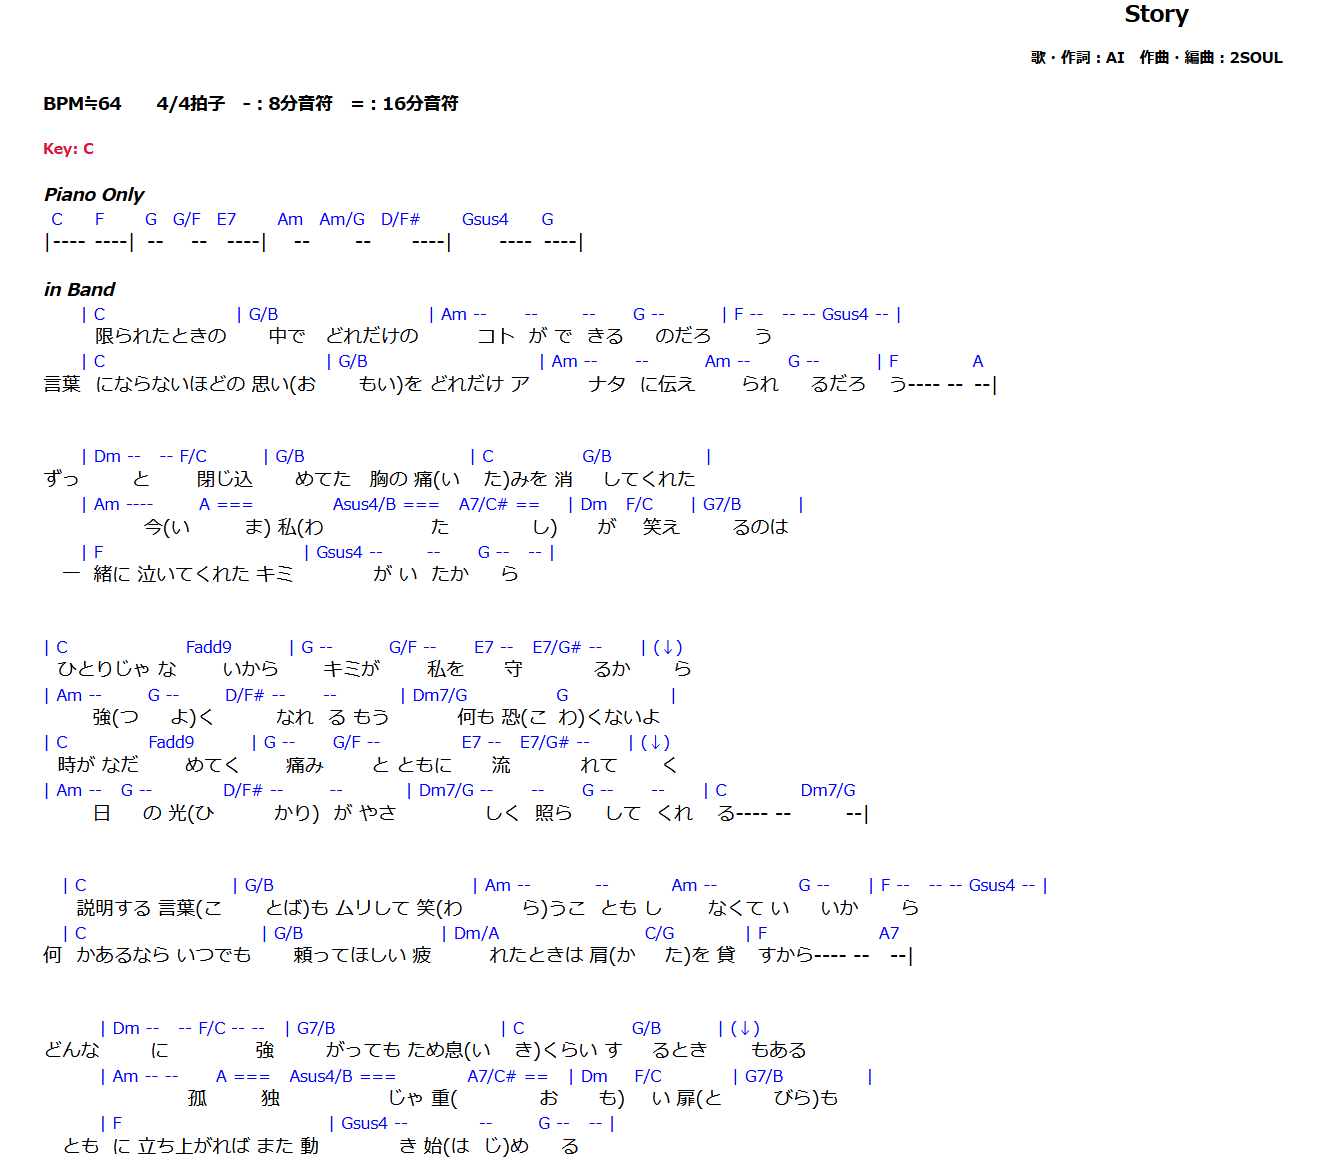 Story
歌・作詞：AI　作曲・編曲：2SOUL
BPM≒64　　4/4拍子　-：8分音符　=：16分音符
Key: C
Piano Only
C F G G/F E7 Am Am/G D/F# Gsus4 G
|---- ----| -- -- ----| -- -- ----| ---- ----|
in Band
| C | G/B | Am -- -- -- G -- | F -- -- -- Gsus4 -- |
限られたときの 中で どれだけの コト が で きる のだろ う
| C | G/B | Am -- -- Am -- G -- | F A
言葉 にならないほどの 思い(お もい)を どれだけ ア ナタ に伝え られ るだろ う---- -- --|
| Dm -- -- F/C | G/B | C G/B |
ずっ と 閉じ込 めてた 胸の 痛(い た)みを 消 してくれた
| Am ---- A === Asus4/B === A7/C# == | Dm F/C | G7/B |
今(い ま) 私(わ た し) が 笑え るのは
| F | Gsus4 -- -- G -- -- |
一 緒に 泣いてくれた キミ が い たか ら
| C Fadd9 | G -- G/F -- E7 -- E7/G# -- | (↓)
ひとりじゃ な いから キミが 私を 守 るか ら
| Am -- G -- D/F# -- -- | Dm7/G G |
強(つ よ)く なれ る もう 何も 恐(こ わ)くないよ
| C Fadd9 | G -- G/F -- E7 -- E7/G# -- | (↓)
時が なだ めてく 痛み と ともに 流 れて く
| Am -- G -- D/F# -- -- | Dm7/G -- -- G -- -- | C Dm7/G
日 の 光(ひ かり) が やさ しく 照ら して くれ る---- -- --|
| C | G/B | Am -- -- Am -- G -- | F -- -- -- Gsus4 -- |
説明する 言葉(こ とば)も ムリして 笑(わ ら)うこ とも し なくて い いか ら
| C | G/B | Dm/A C/G | F A7
何 かあるなら いつでも 頼ってほしい 疲 れたときは 肩(か た)を 貸 すから---- -- --|
| Dm -- -- F/C -- -- | G7/B | C G/B | (↓)
どんな に 強 がっても ため息(い き)くらい す るとき もある
| Am -- -- A === Asus4/B === A7/C# == | Dm F/C | G7/B |
孤 独 じゃ 重( お も) い 扉(と びら)も
| F | Gsus4 -- -- G -- -- |
とも に 立ち上がれば また 動 き 始(は じ)め る